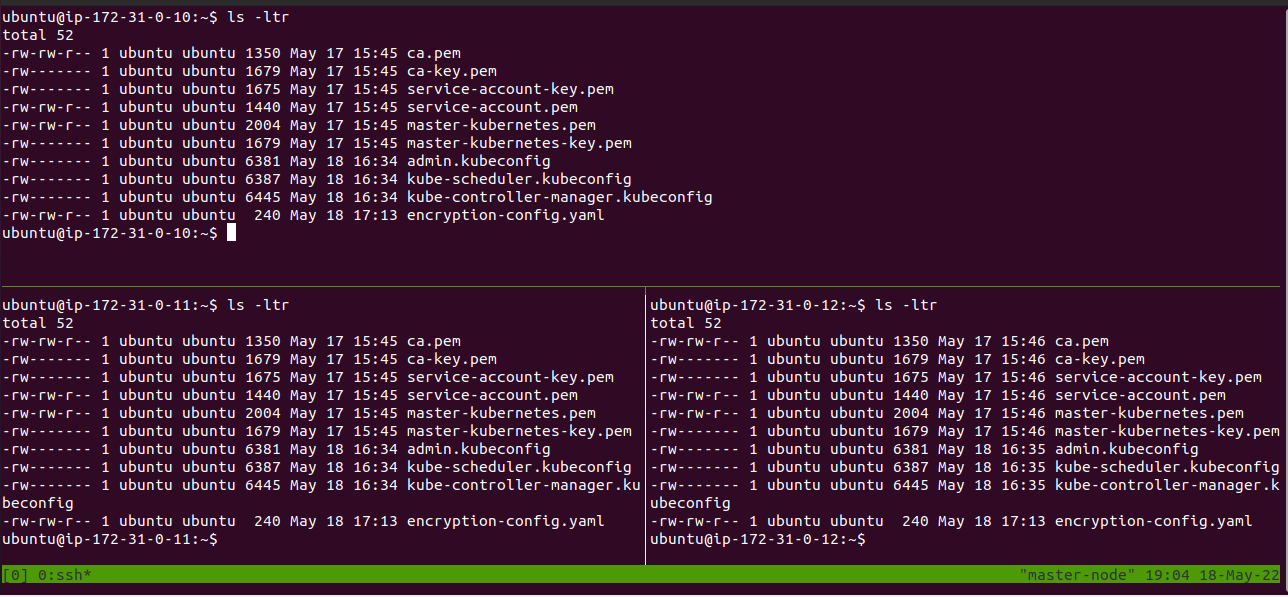 ubuntu@ip-172-31-0-10:~$ ls -ltr
total 52
-rw-rw-r-- 1 ubuntu ubuntu 1350 May 17 15:45 ca.pem
-rw------- 1 ubuntu ubuntu 1679 May 17 15:45 ca-key.pem
-rw------- 1 ubuntu ubuntu 1675 May 17 15:45 service-account-key.pem
-rw-rw-r-- 1 ubuntu ubuntu 1440 May 17 15:45 service-account.pem
-rw-rw-r-- 1 ubuntu ubuntu 2004 May 17 15:45 master-kubernetes.pem
-rw------- 1 ubuntu ubuntu 1679 May 17 15:45 master-kubernetes-key.pem
-rw------- 1 ubuntu ubuntu 6381 May 18 16:34 admin.kubeconfig
-rw------- 1 ubuntu ubuntu 6387 May 18 16:34 kube-scheduler.kubeconfig
-rw------- 1 ubuntu ubuntu 6445 May 18 16:34 kube-controller-manager.kubeconfig
-rw-rw-r-- 1 ubuntu ubuntu  240 May 18 17:13 encryption-config.yaml
ubuntu@ip-172-31-0-10:~$
ubuntu@ip-172-31-0-11:~$ ls -ltr
total 52
-rw-rw-r-- 1 ubuntu ubuntu 1350 May 17 15:45 ca.pem
-rw------- 1 ubuntu ubuntu 1679 May 17 15:45 ca-key.pem
-rw------- 1 ubuntu ubuntu 1675 May 17 15:45 service-account-key.pem
-rw-rw-r-- 1 ubuntu ubuntu 1440 May 17 15:45 service-account.pem
-rw-rw-r-- 1 ubuntu ubuntu 2004 May 17 15:45 master-kubernetes.pem
-rw------- 1 ubuntu ubuntu 1679 May 17 15:45 master-kubernetes-key.pem
-rw------- 1 ubuntu ubuntu 6381 May 18 16:34 admin.kubeconfig
-rw------- 1 ubuntu ubuntu 6387 May 18 16:34 kube-scheduler.kubeconfig
-rw------- 1 ubuntu ubuntu 6445 May 18 16:34 kube-controller-manager.ku
beconfig
-rw-rw-r-- 1 ubuntu ubuntu  240 May 18 17:13 encryption-config.yaml
ubuntu@ip-172-31-0-11:~$
ubuntu@ip-172-31-0-12:~$ ls -ltr
total 52
-rw-rw-r-- 1 ubuntu ubuntu 1350 May 17 15:46 ca.pem
-rw------- 1 ubuntu ubuntu 1679 May 17 15:46 ca-key.pem
-rw------- 1 ubuntu ubuntu 1675 May 17 15:46 service-account-key.pem
-rw-rw-r-- 1 ubuntu ubuntu 1440 May 17 15:46 service-account.pem
-rw-rw-r-- 1 ubuntu ubuntu 2004 May 17 15:46 master-kubernetes.pem
-rw------- 1 ubuntu ubuntu 1679 May 17 15:46 master-kubernetes-key.pem
-rw------- 1 ubuntu ubuntu 6381 May 18 16:35 admin.kubeconfig
-rw------- 1 ubuntu ubuntu 6387 May 18 16:35 kube-scheduler.kubeconfig
-rw------- 1 ubuntu ubuntu 6445 May 18 16:35 kube-controller-manager.k
ubeconfig
-rw-rw-r-- 1 ubuntu ubuntu  240 May 18 17:13 encryption-config.yaml
ubuntu@ip-172-31-0-12:~$
[0] 0:ssh* "master-node" 19:04 18-May-22